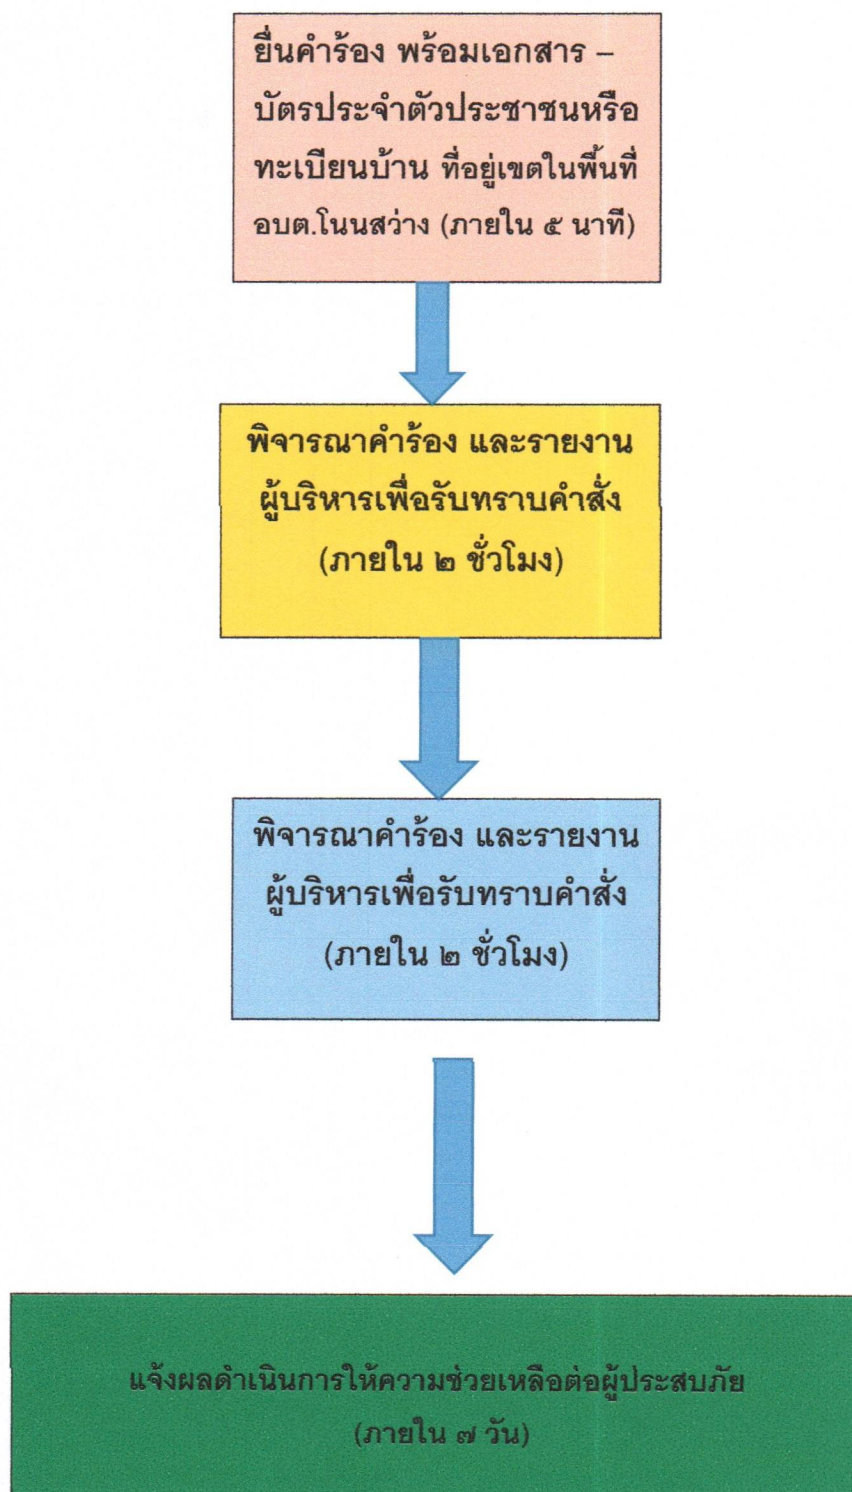 ยื่นคำร้อง พร้อมเอกสาร –
บัตรประจำตัวประชาชนหรือ
ทะเบียนบ้าน ที่อยู่เขตในพื้นที่
อบต.โนนสว่าง (ภายใน ๕ นาที)
พิจารณาคำร้อง และรายงาน
ผู้บริหารเพื่อรับทราบคำสั่ง
(ภายใน ๒ ชั่วโมง)
พิจารณาคำร้อง และรายงาน
ผู้บริหารเพื่อรับทราบคำสั่ง
(ภายใน ๒ ชั่วโมง)
แจ้งผลดำเนินการให้ความช่วยเหลือต่อผู้ประสบภัย
(ภายใน ๗ วัน)